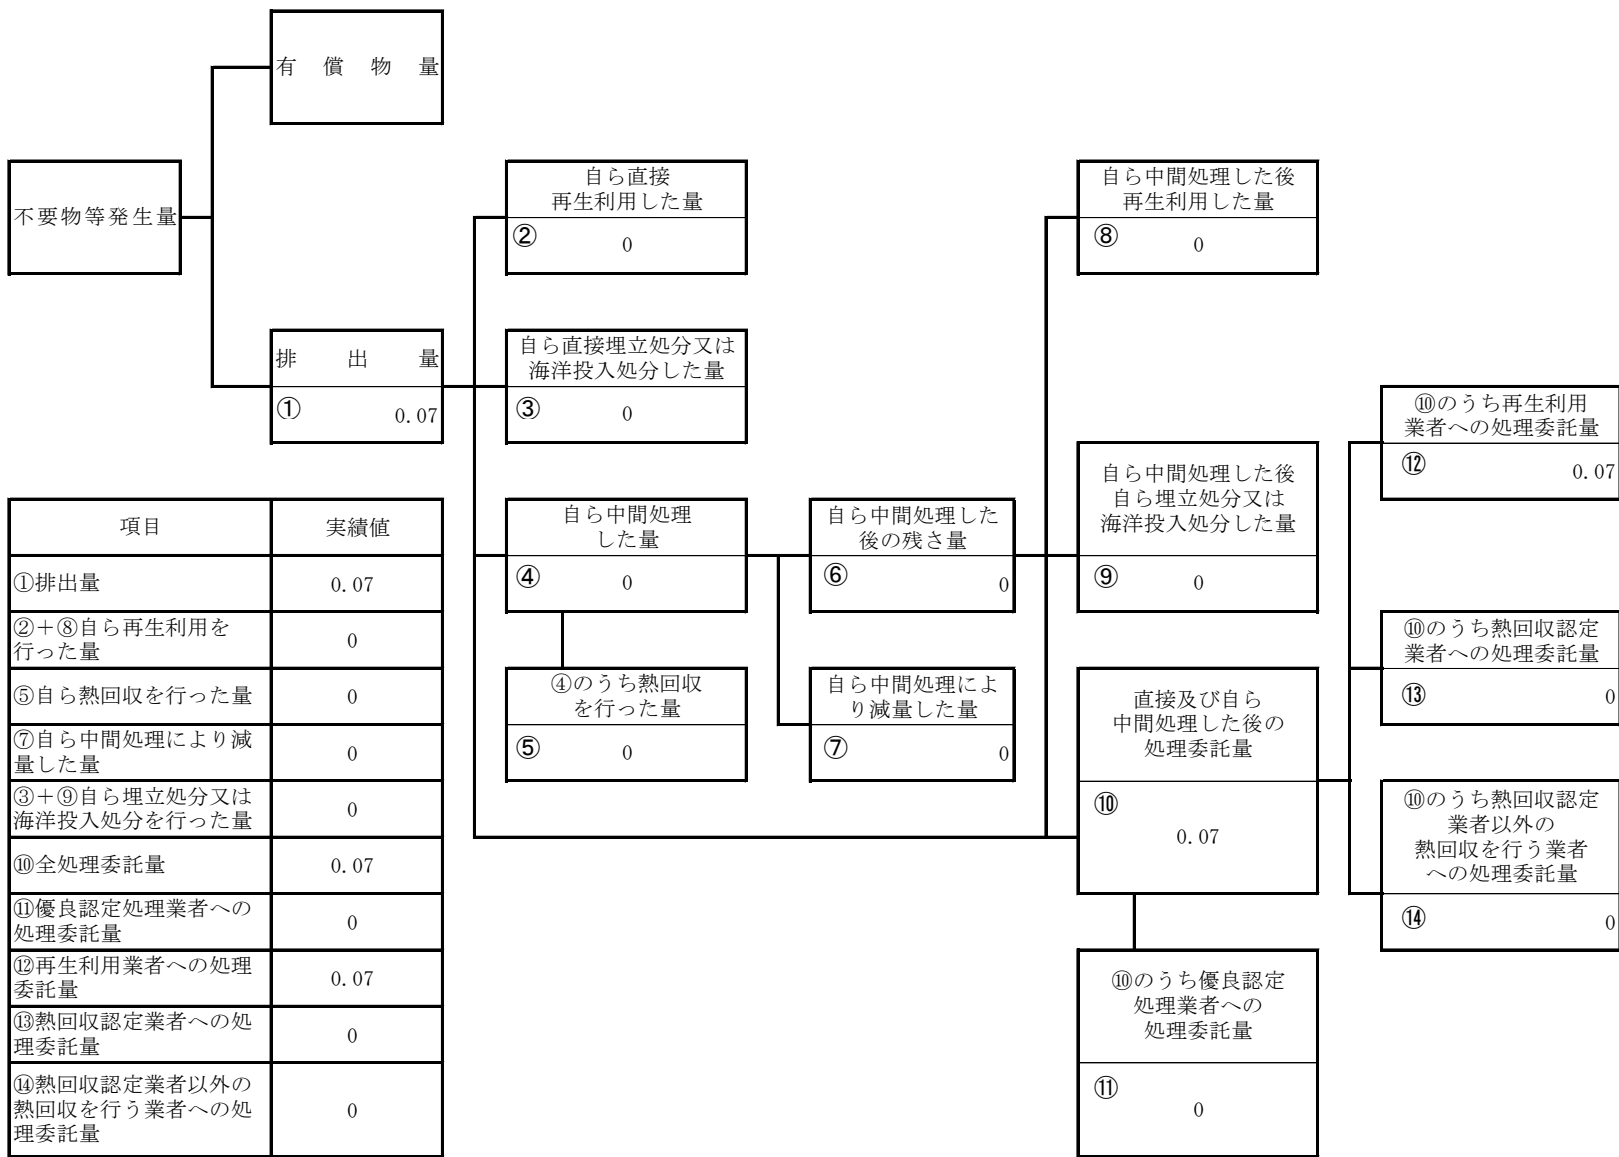 有償物量
不要物等発生量
自ら直接
再生利用した量
② 0
自ら中間処理した後
再生利用した量
⑧ 0
排出量
① 0.07
自ら直接埋立処分又は
海洋投入処分した量
③ 0
⑩のうち再生利用
業者への処理委託量
⑫ 0.07
自ら中間処理した後
自ら埋立処分又は
海洋投入処分した量
⑨ 0
自ら中間処理
した量
④ 0
自ら中間処理した
後の残さ量
⑥ 0
⑩のうち熱回収認定
業者への処理委託量
⑬ 0
④のうち熱回収
を行った量
⑤ 0
自ら中間処理によ
り減量した量
⑦ 0
直接及び自ら
中間処理した後の
処理委託量
⑩
0.07
⑩のうち熱回収認定
業者以外の
熱回収を行う業者
への処理委託量
⑭ 0
⑩のうち優良認定
処理業者への
処理委託量
⑪
0
項目 実績値
①排出量 0.07
②＋⑧自ら再生利用を
行った量 0
⑤自ら熱回収を行った量 0
⑦自ら中間処理により減
量した量 0
③＋⑨自ら埋立処分又は
海洋投入処分を行った量 0
⑩全処理委託量 0.07
⑪優良認定処理業者への
処理委託量 0
⑫再生利用業者への処理
委託量 0.07
⑬熱回収認定業者への処
理委託量 0
⑭熱回収認定業者以外の
熱回収を行う業者への処
理委託量 0